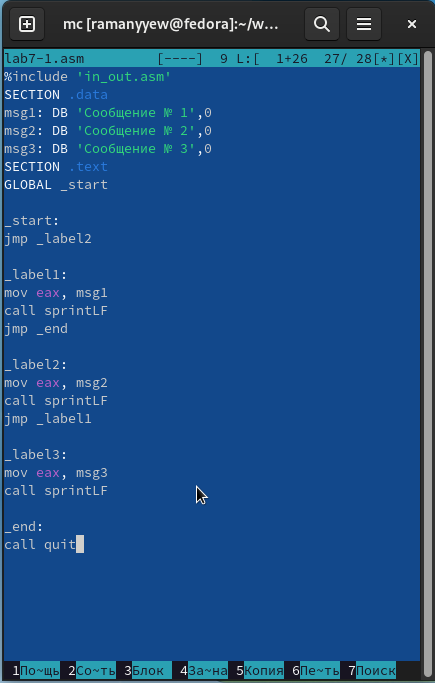 mc [ramanyyew@fedora]:~/w...
lab7-1.asm [----] 9 L:[ 1+26 27/ 28[*][X]
%include 'in_out.asm'
SECTION .data
msg1: DB 'Сообщение № 1',0
msg2: DB 'Сообщение № 2',0
msg3: DB 'Сообщение № 3',0
SECTION .text
GLOBAL _start
_start:
jmp _label2
_label1:
mov eax, msg1
call sprintLF
jmp _end
_label2:
mov eax, msg2
call sprintLF
jmp _label1
_label3:
mov eax, msg3
call sprintLF
_end:
call quit
1По~щь 2Со~ть 3Блок 4За~на 5Копия 6Пе~ть 7Поиск